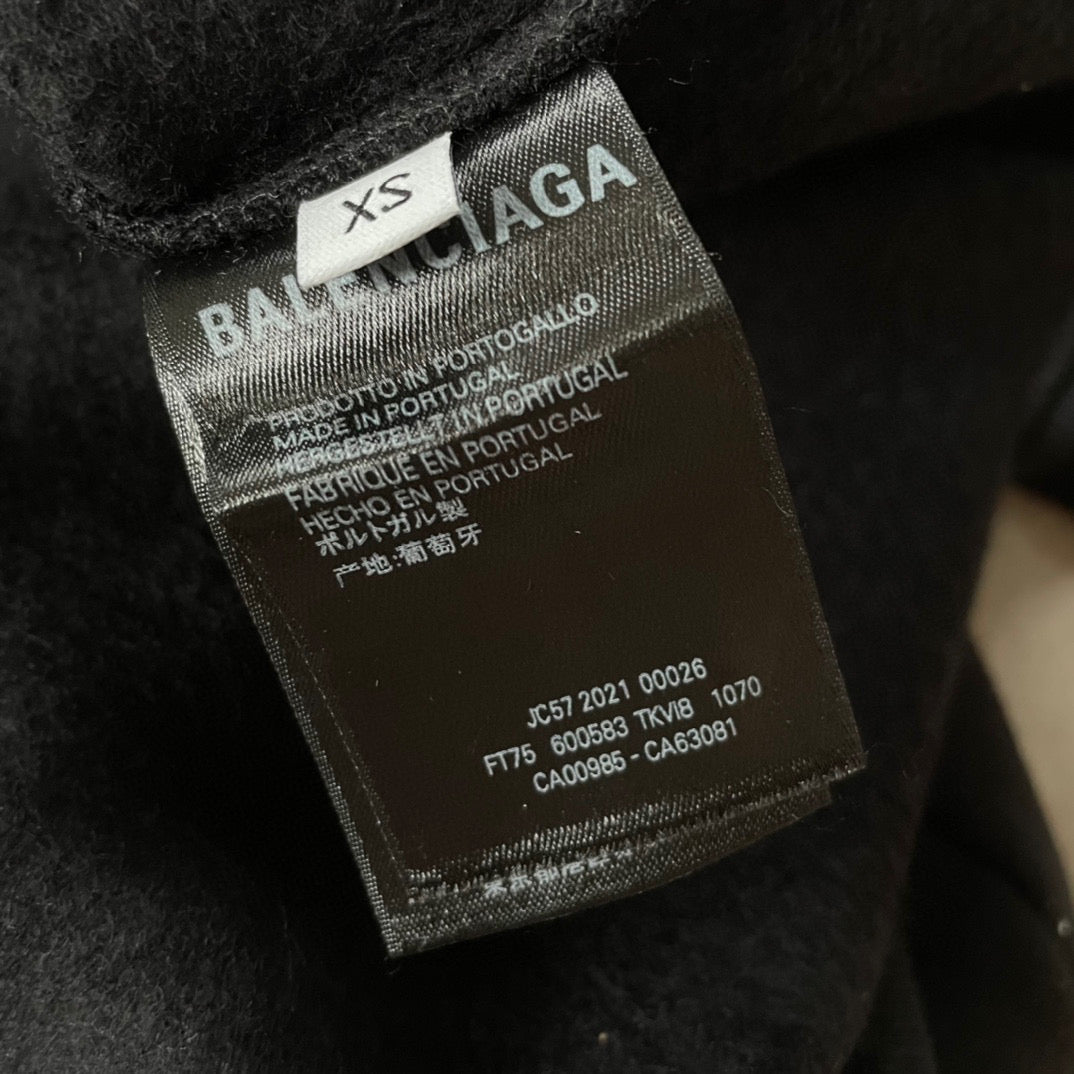 XS
BALENCIAGA
PRODOTTO IN PORTOGALLO
MADE IN PORTUGAL
HERGESTELLT IN PORTUGAL
FABRIQUE EN PORTUGAL
HECHO EN PORTUGAL
ポルトガル製
产地:葡萄牙
JC57 2021 00026
FT75 600583 TKVI8 1070
CA00985-CA63081